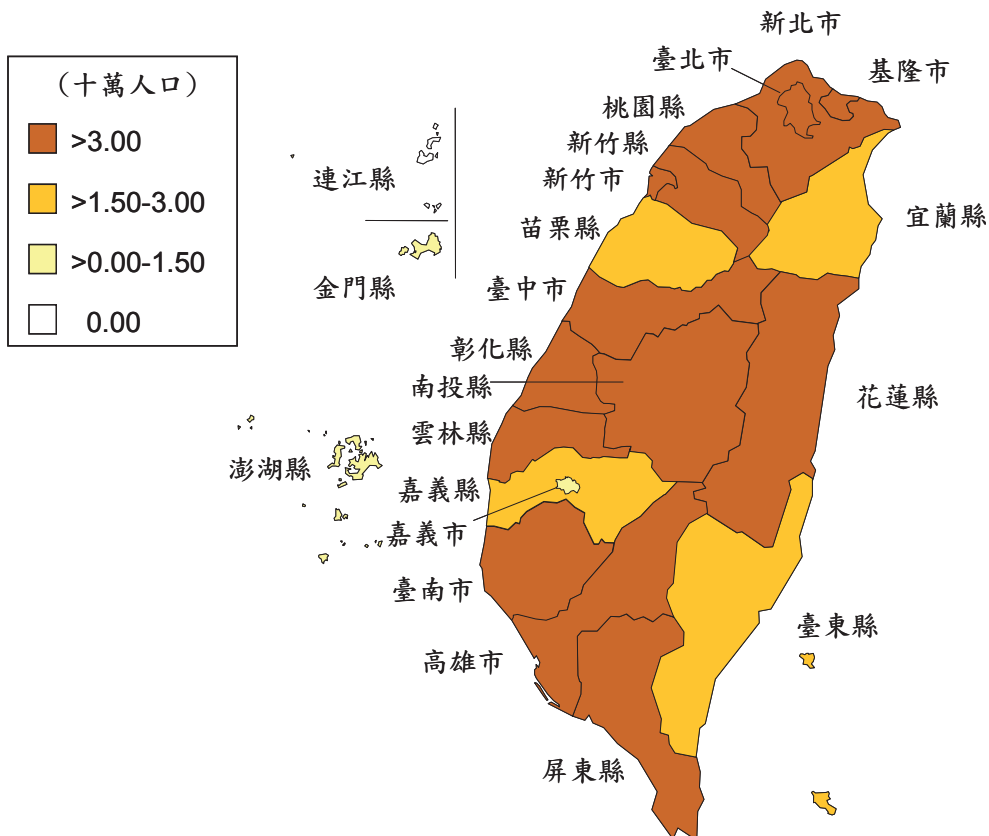 (十萬人口)
>3.00
>1.50-3.00
>0.00-1.50
0.00
新北市
臺北市
基隆市
桃園縣
新竹縣
新竹市
連江縣
苗栗縣
宜蘭縣
金門縣
臺中市
彰化縣
南投縣
花蓮縣
雲林縣
澎湖縣
嘉義縣
嘉義市
臺南市
臺東縣
高雄市
屏東縣